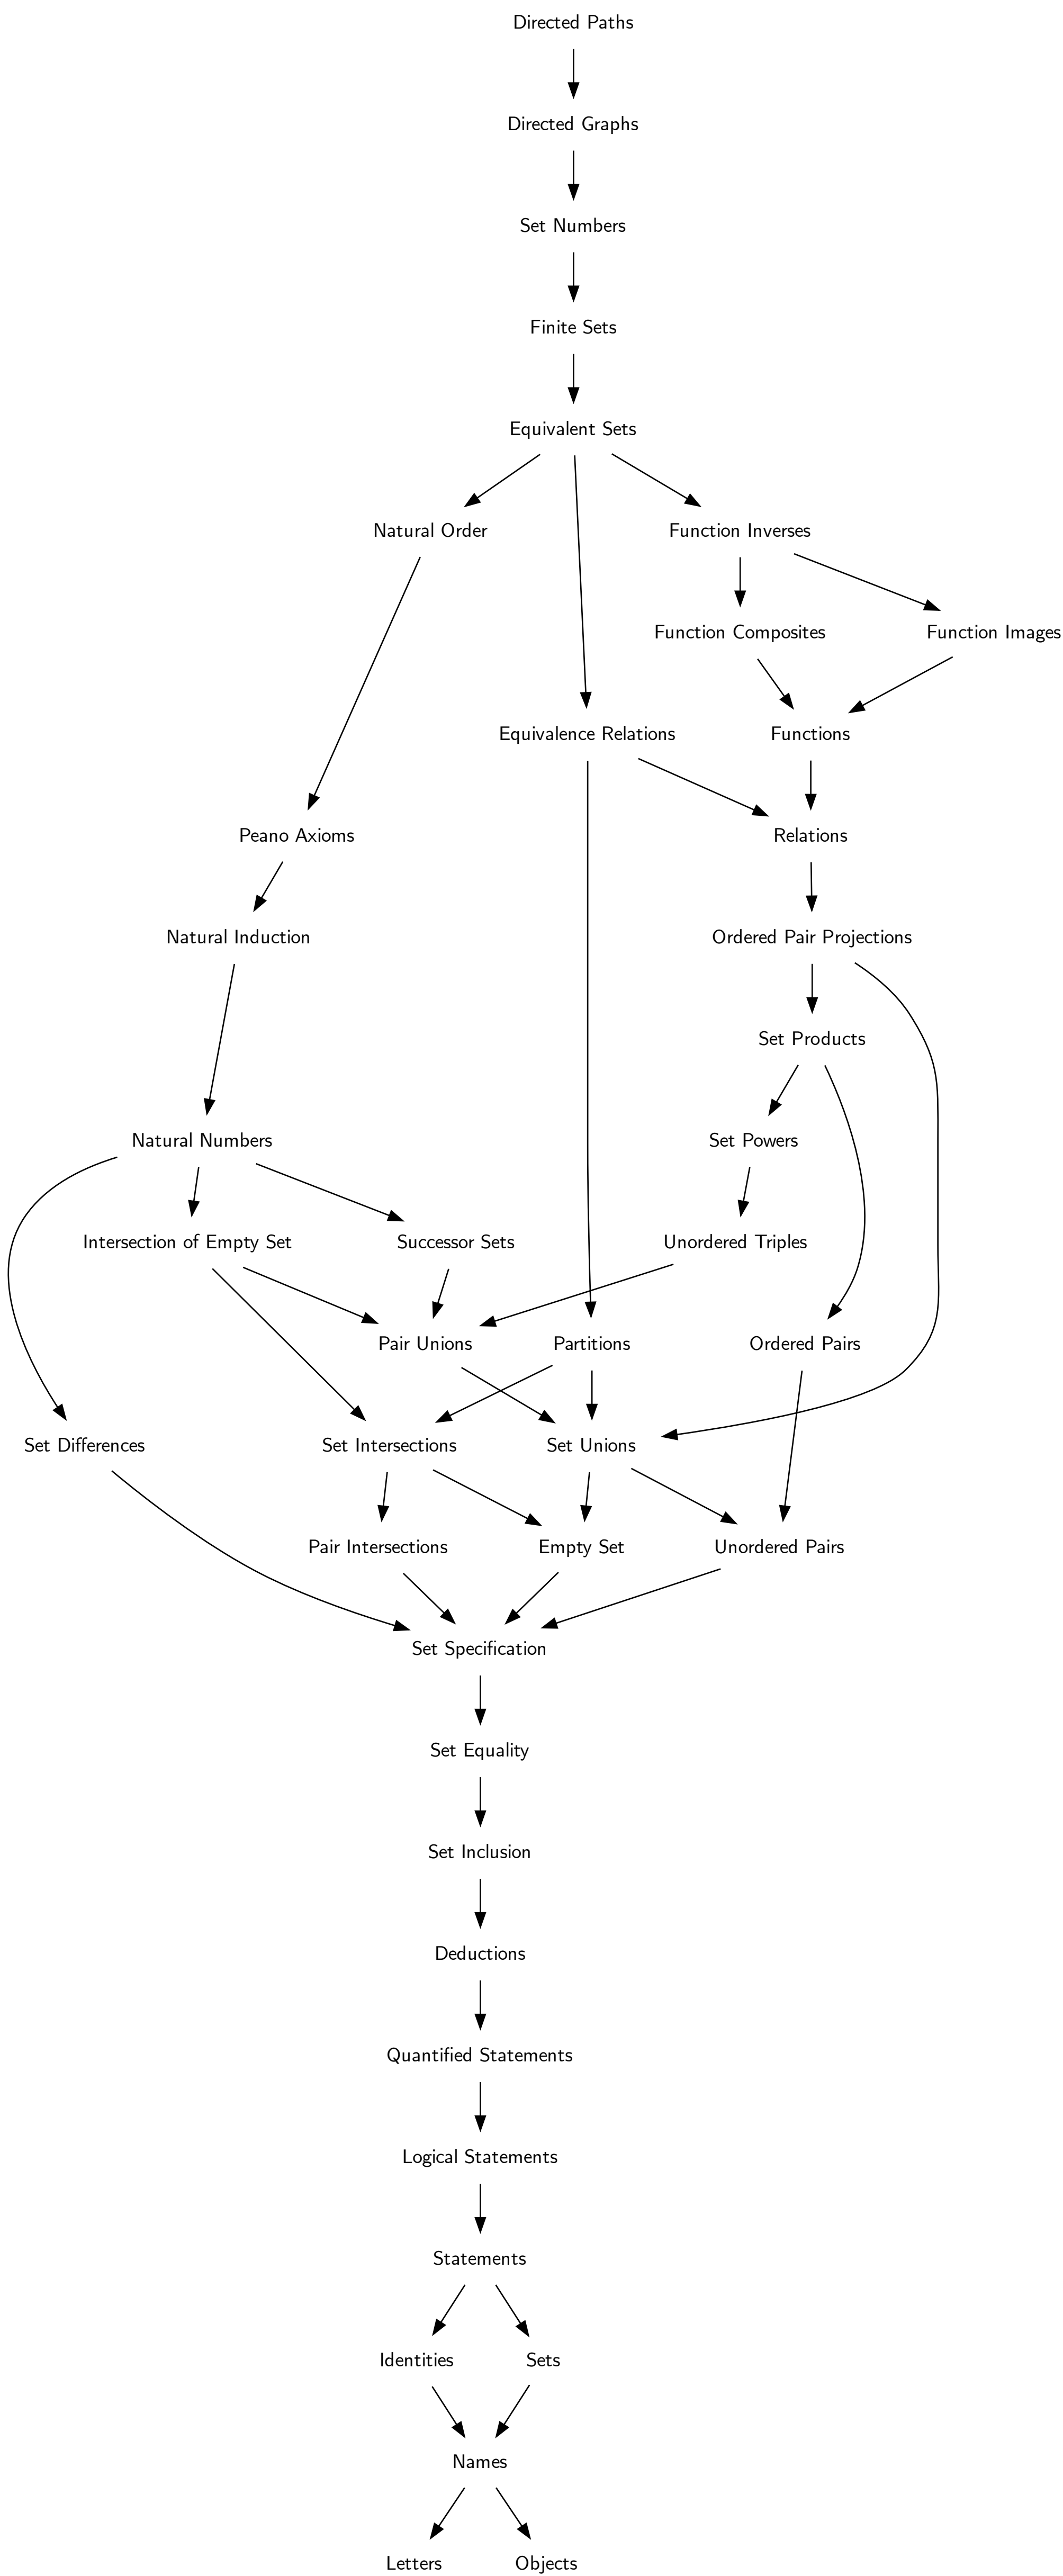 Directed Paths
Directed Graphs
Set Numbers
Finite Sets
Equivalent Sets
Natural Order
Function Inverses
Function Composites
Function Images
Equivalence Relations
Functions
Peano Axioms
Relations
Natural Induction
Ordered Pair Projections
Set Products
Natural Numbers
Set Powers
Intersection of Empty Set
Successor Sets
Unordered Triples
Pair Unions
Partitions
Ordered Pairs
Set Differences
Set Intersections
Set Unions
Pair Intersections
Empty Set
Unordered Pairs
Set Specification
Set Equality
Set Inclusion
Deductions
Quantified Statements
Logical Statements
Statements
Identities
Sets
Names
Letters
Objects